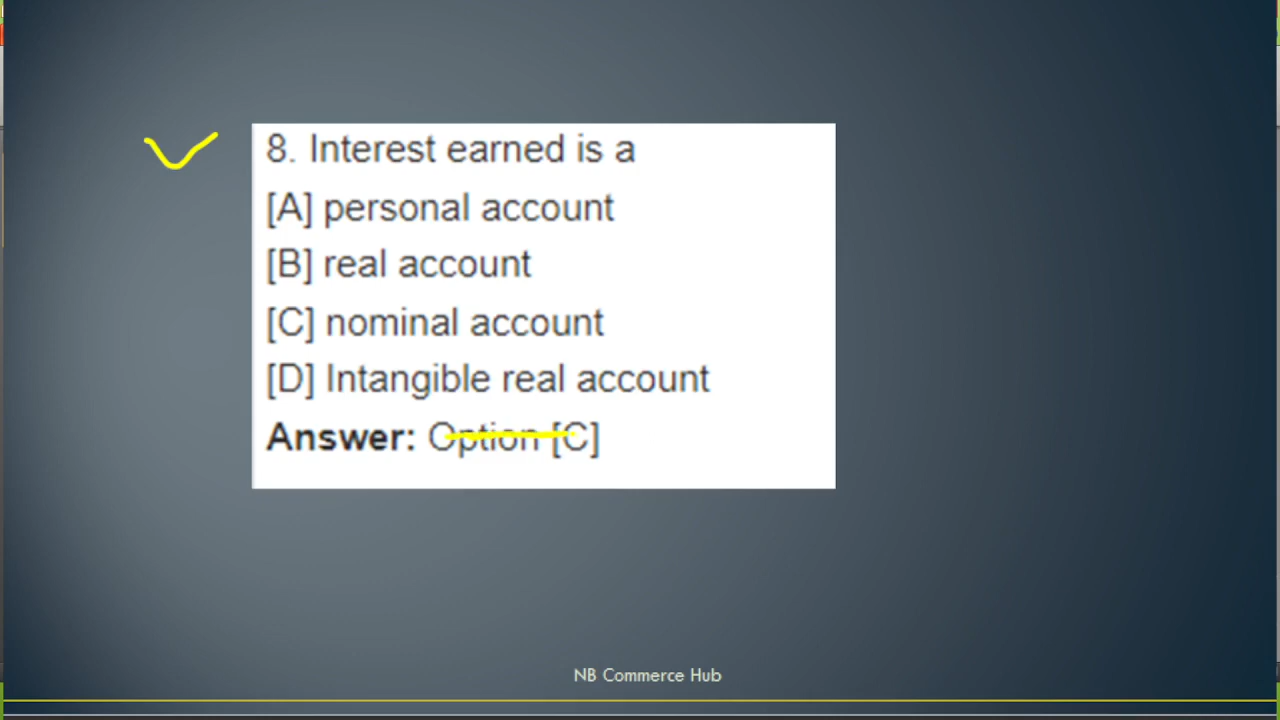 8. Interest earned is a
[A] personal account
[B] real account
[C] nominal account
[D] Intangible real account
Answer: Option [C]
NB Commerce Hub